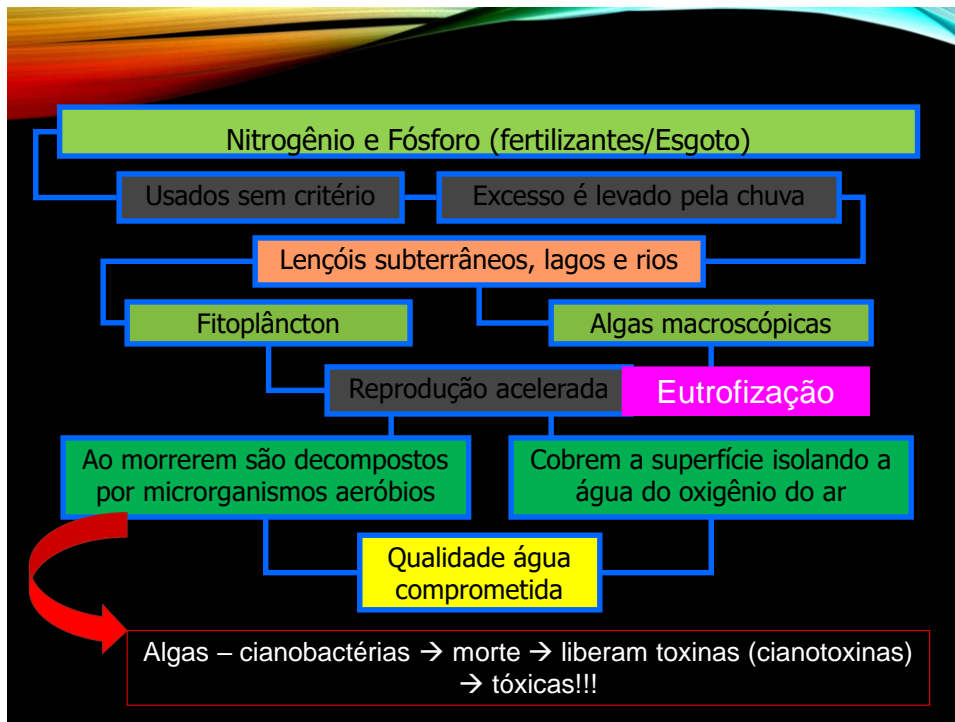 Nitrogênio e Fósforo (fertilizantes/Esgoto)
Usados sem critério
Excesso é levado pela chuva
Lençóis subterrâneos, lagos e rios
Fitoplâncton
Algas macroscópicas
Reprodução acelerada
Eutrofização
Ao morrerem são decompostos
por microrganismos aeróbios
Cobrem a superfície isolando a
água do oxigênio do ar
Qualidade água
comprometida
Algas – cianobactérias → morte → liberam toxinas (cianotoxinas)
→ tóxicas!!!